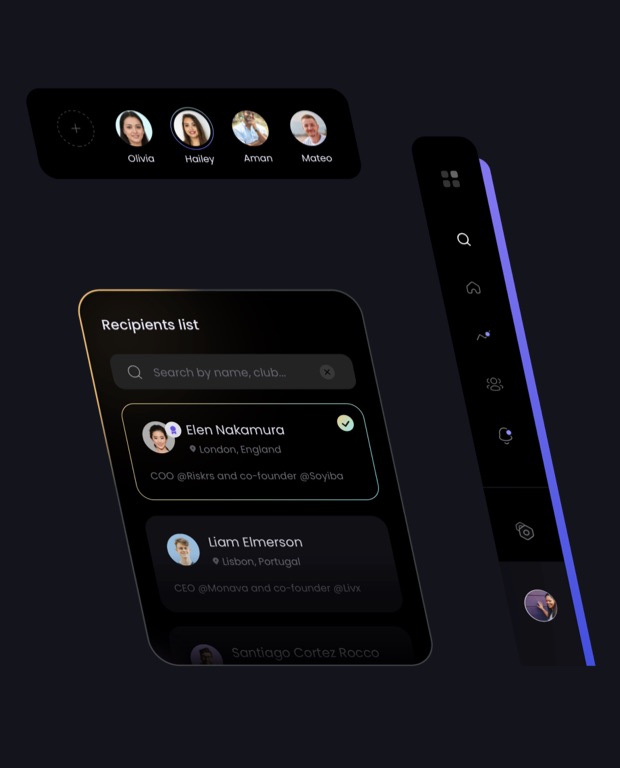 Olivia
Hailey
Aman
Mateo
Recipients list
Search by name, club...
Elen Nakamura
London, England
COO @Riskrs and co-founder @Soyiba
Liam Elmerson
Lisbon, Portugal
CEO @Monava and co-founder @Livx
Santiago Cortez Rocco